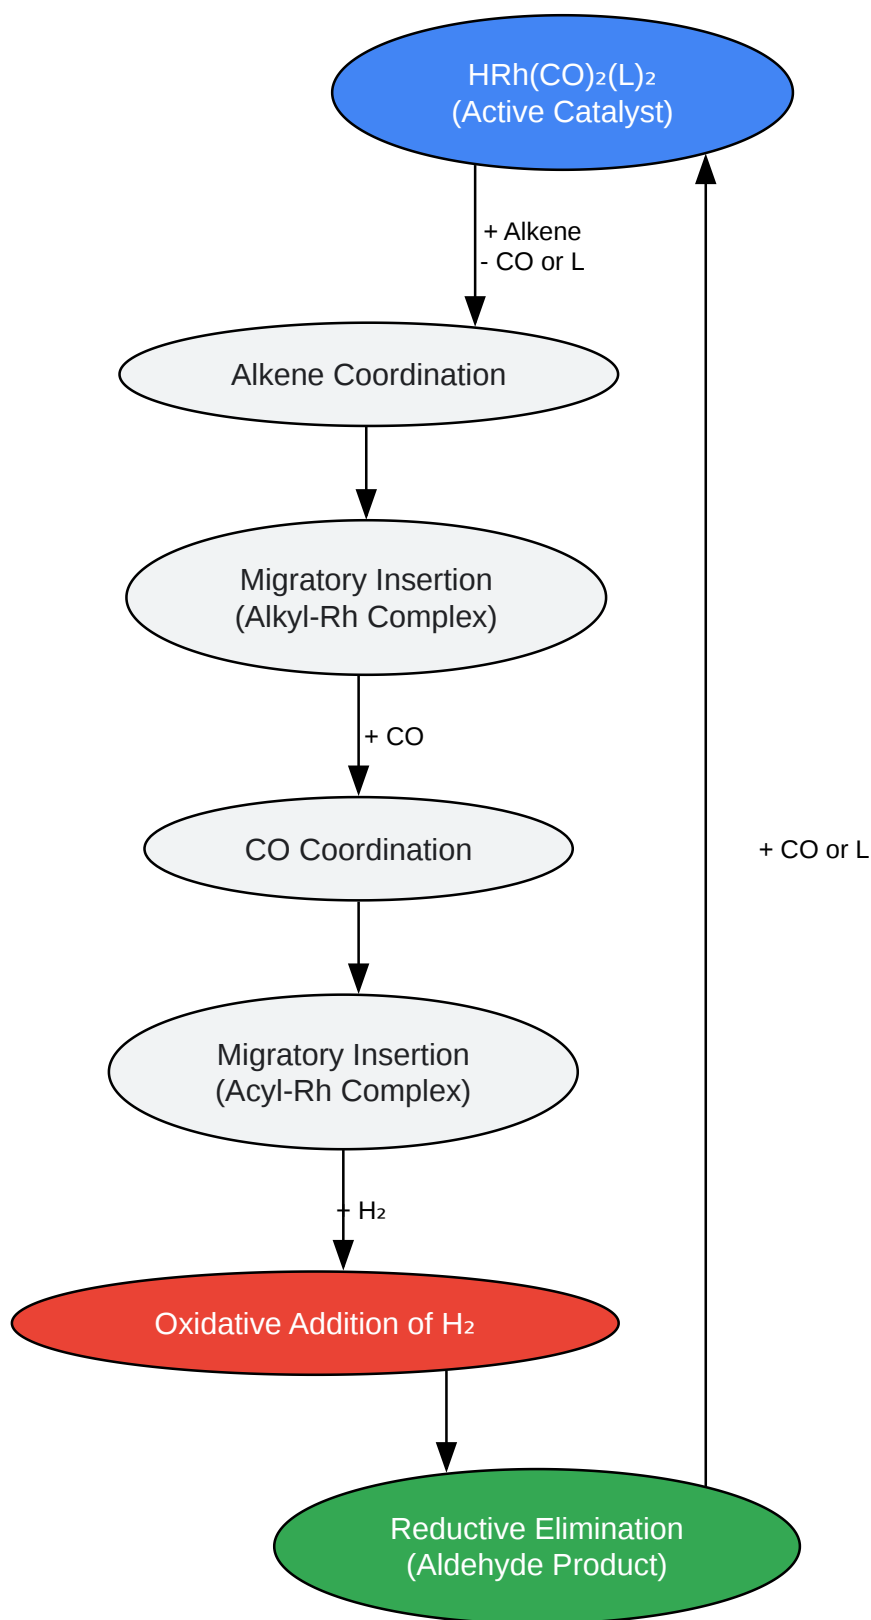 HRh(CO)₂(L)₂
(Active Catalyst)
+ Alkene
- CO or L
Alkene Coordination
Migratory Insertion
(Alkyl-Rh Complex)
+ CO
CO Coordination
+ CO or L
Migratory Insertion
(Acyl-Rh Complex)
+ H₂
Oxidative Addition of H₂
Reductive Elimination
(Aldehyde Product)